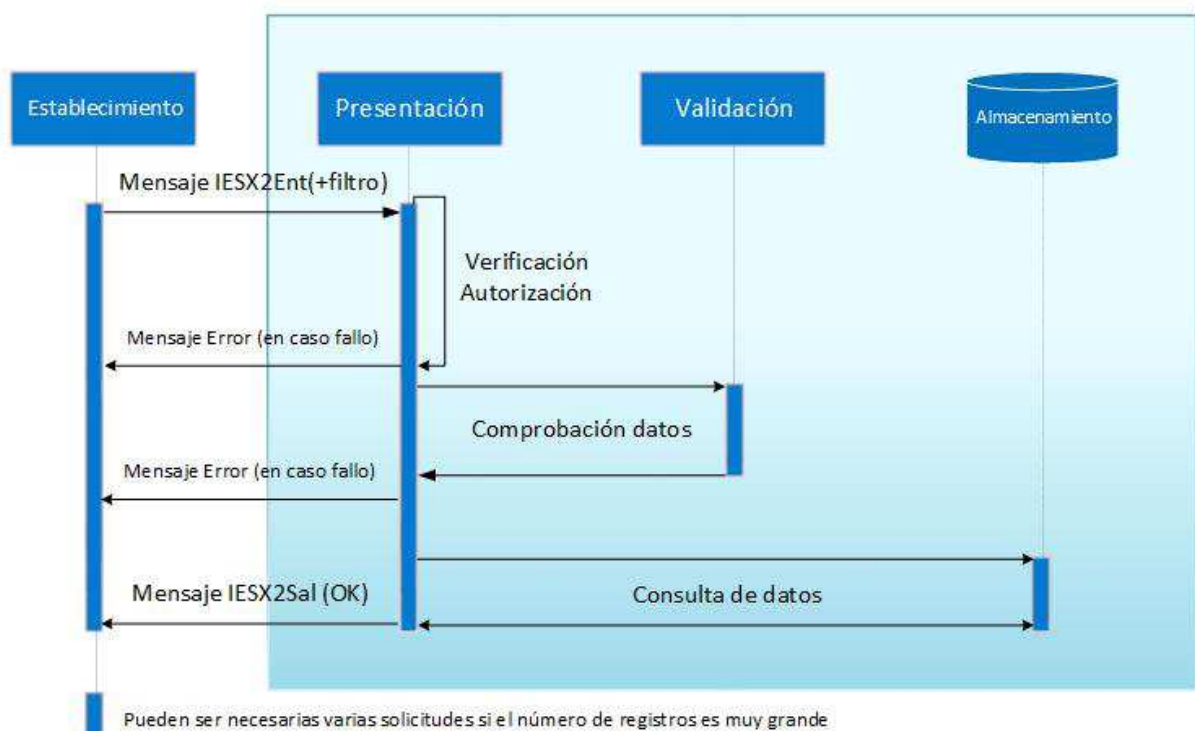 Establecimiento
Presentación
Validación
Almacenamiento
Mensaje IESX2Ent(+filtro)
Verificación
Autorización
Mensaje Error (en caso fallo)
Comprobación datos
Mensaje Error (en caso fallo)
Mensaje IESX2Sal (OK)
Consulta de datos
Pueden ser necesarias varias solicitudes si el número de registros es muy grande